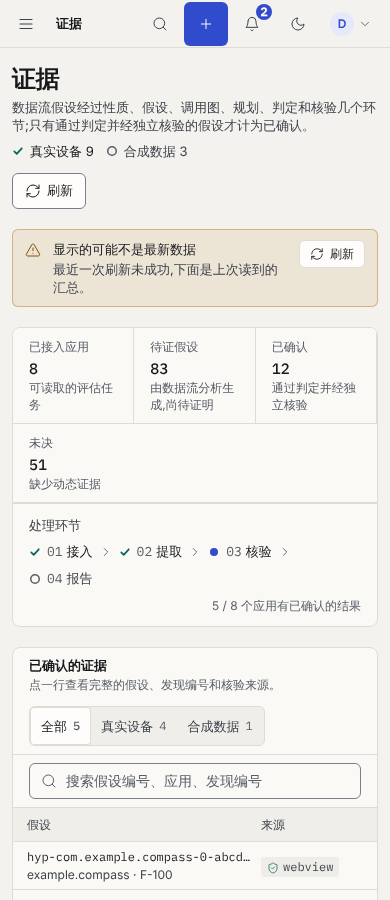 证据
2
D
证据
数据流假设经过性质、假设、调用图、规划、判定和核验几个环
节;只有通过判定并经独立核验的假设才计为已确认。
真实设备 9 合成数据 3
刷新
显示的可能不是最新数据
最近一次刷新未成功,下面是上次读到的
汇总。
刷新
已接入应用
8
可读取的评估任
务
待证假设
83
由数据流分析生
成,尚待证明
已确认
12
通过判定并经独
立核验
未决
51
缺少动态证据
处理环节
01 接入 02 提取 03 核验
04 报告
5 / 8 个应用有已确认的结果
已确认的证据
点一行查看完整的假设、发现编号和核验来源。
全部 5 真实设备 4 合成数据 1
搜索假设编号、应用、发现编号
假设 来源
hyp-com.example.compass-0-abcd…
example.compass · F-100
webview